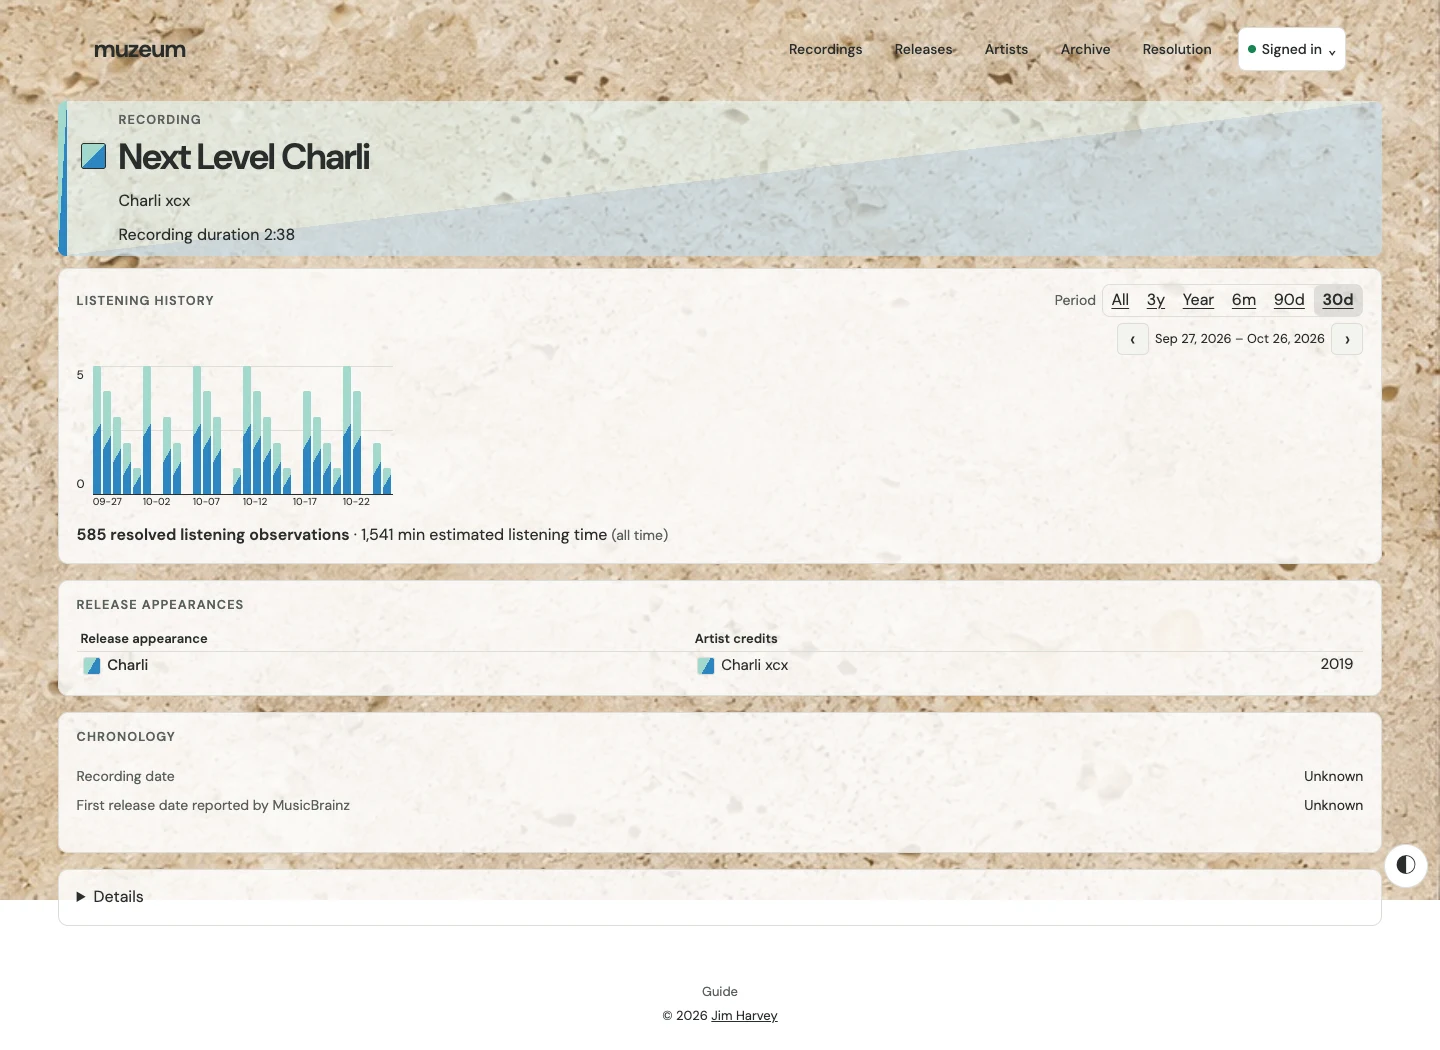 muzeum
Recordings Releases Artists Archive Resolution Signed in
RECORDING
Next Level Charli
Charli xcx
Recording duration 2:38
LISTENING HISTORY
Period All 3y Year 6m 90d 30d
‹ Sep 27, 2026 – Oct 26, 2026 ›
5
0
09-27 10-02 10-07 10-12 10-17 10-22
585 resolved listening observations · 1,541 min estimated listening time (all time)
RELEASE APPEARANCES
Release appearance Artist credits
Charli Charli xcx 2019
CHRONOLOGY
Recording date Unknown
First release date reported by MusicBrainz Unknown
Details
Guide
© 2026 Jim Harvey